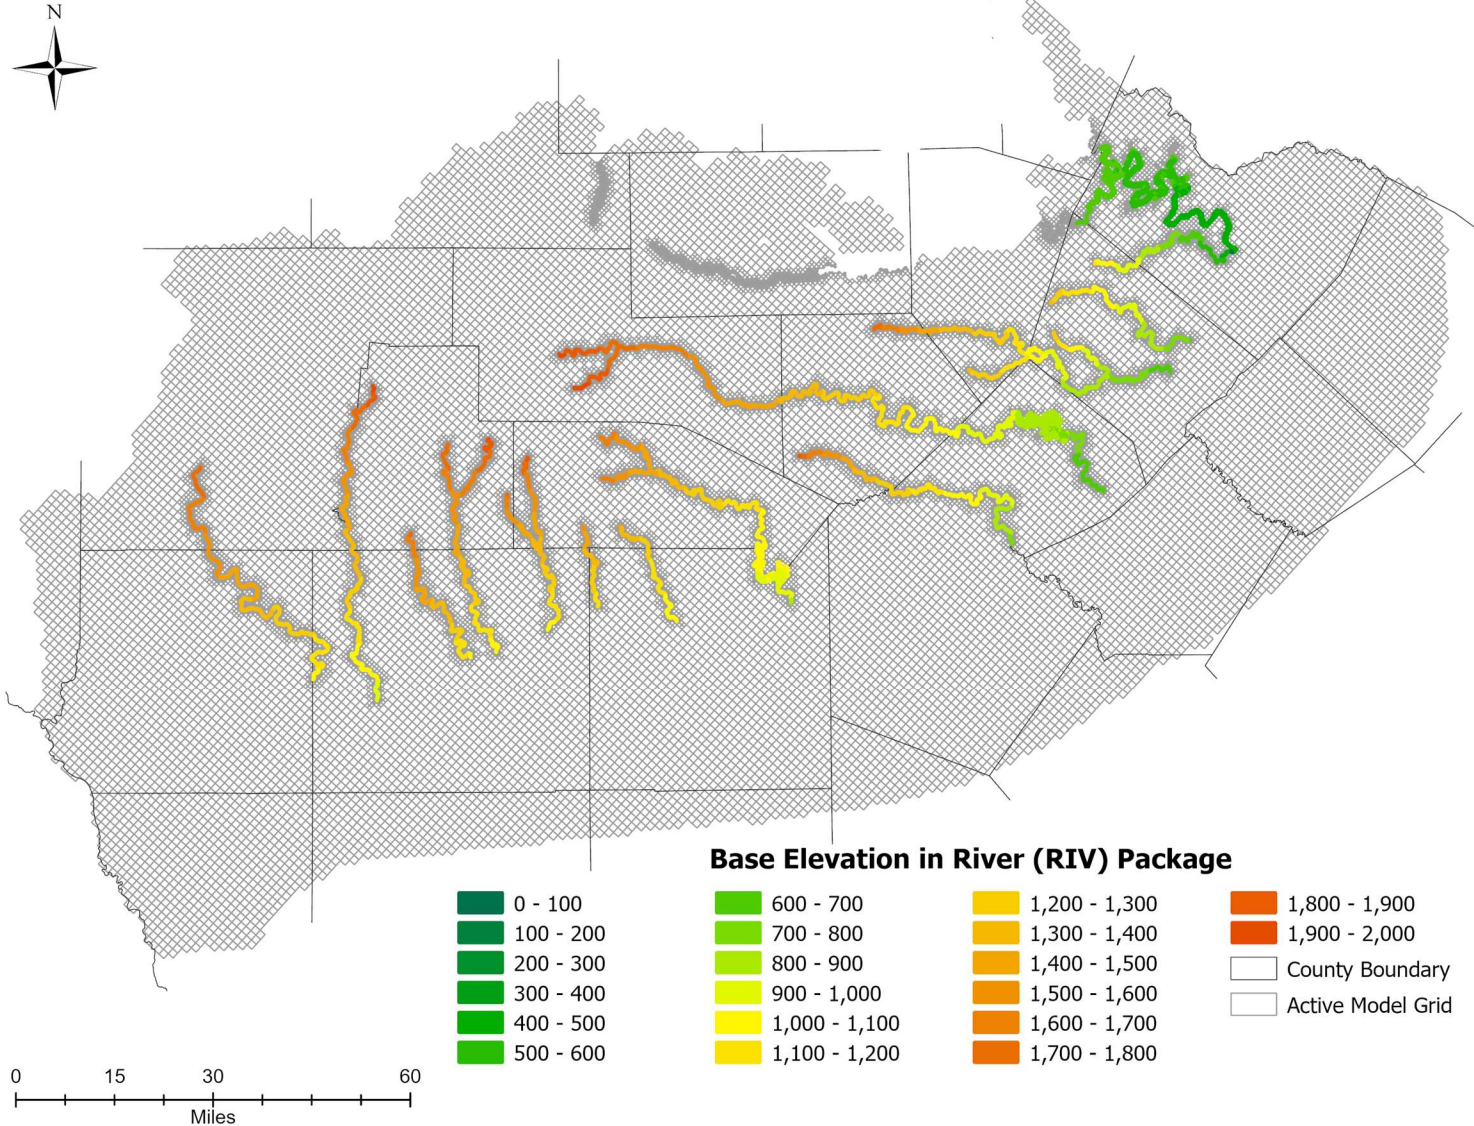 N
Base Elevation in River (RIV) Package
0 - 100
100 - 200
200 - 300
300 - 400
400 - 500
500 - 600
600 - 700
700 - 800
800 - 900
900 - 1,000
1,000 - 1,100
1,100 - 1,200
1,200 - 1,300
1,300 - 1,400
1,400 - 1,500
1,500 - 1,600
1,600 - 1,700
1,700 - 1,800
1,800 - 1,900
1,900 - 2,000
County Boundary
Active Model Grid
0 15 30 60
Miles